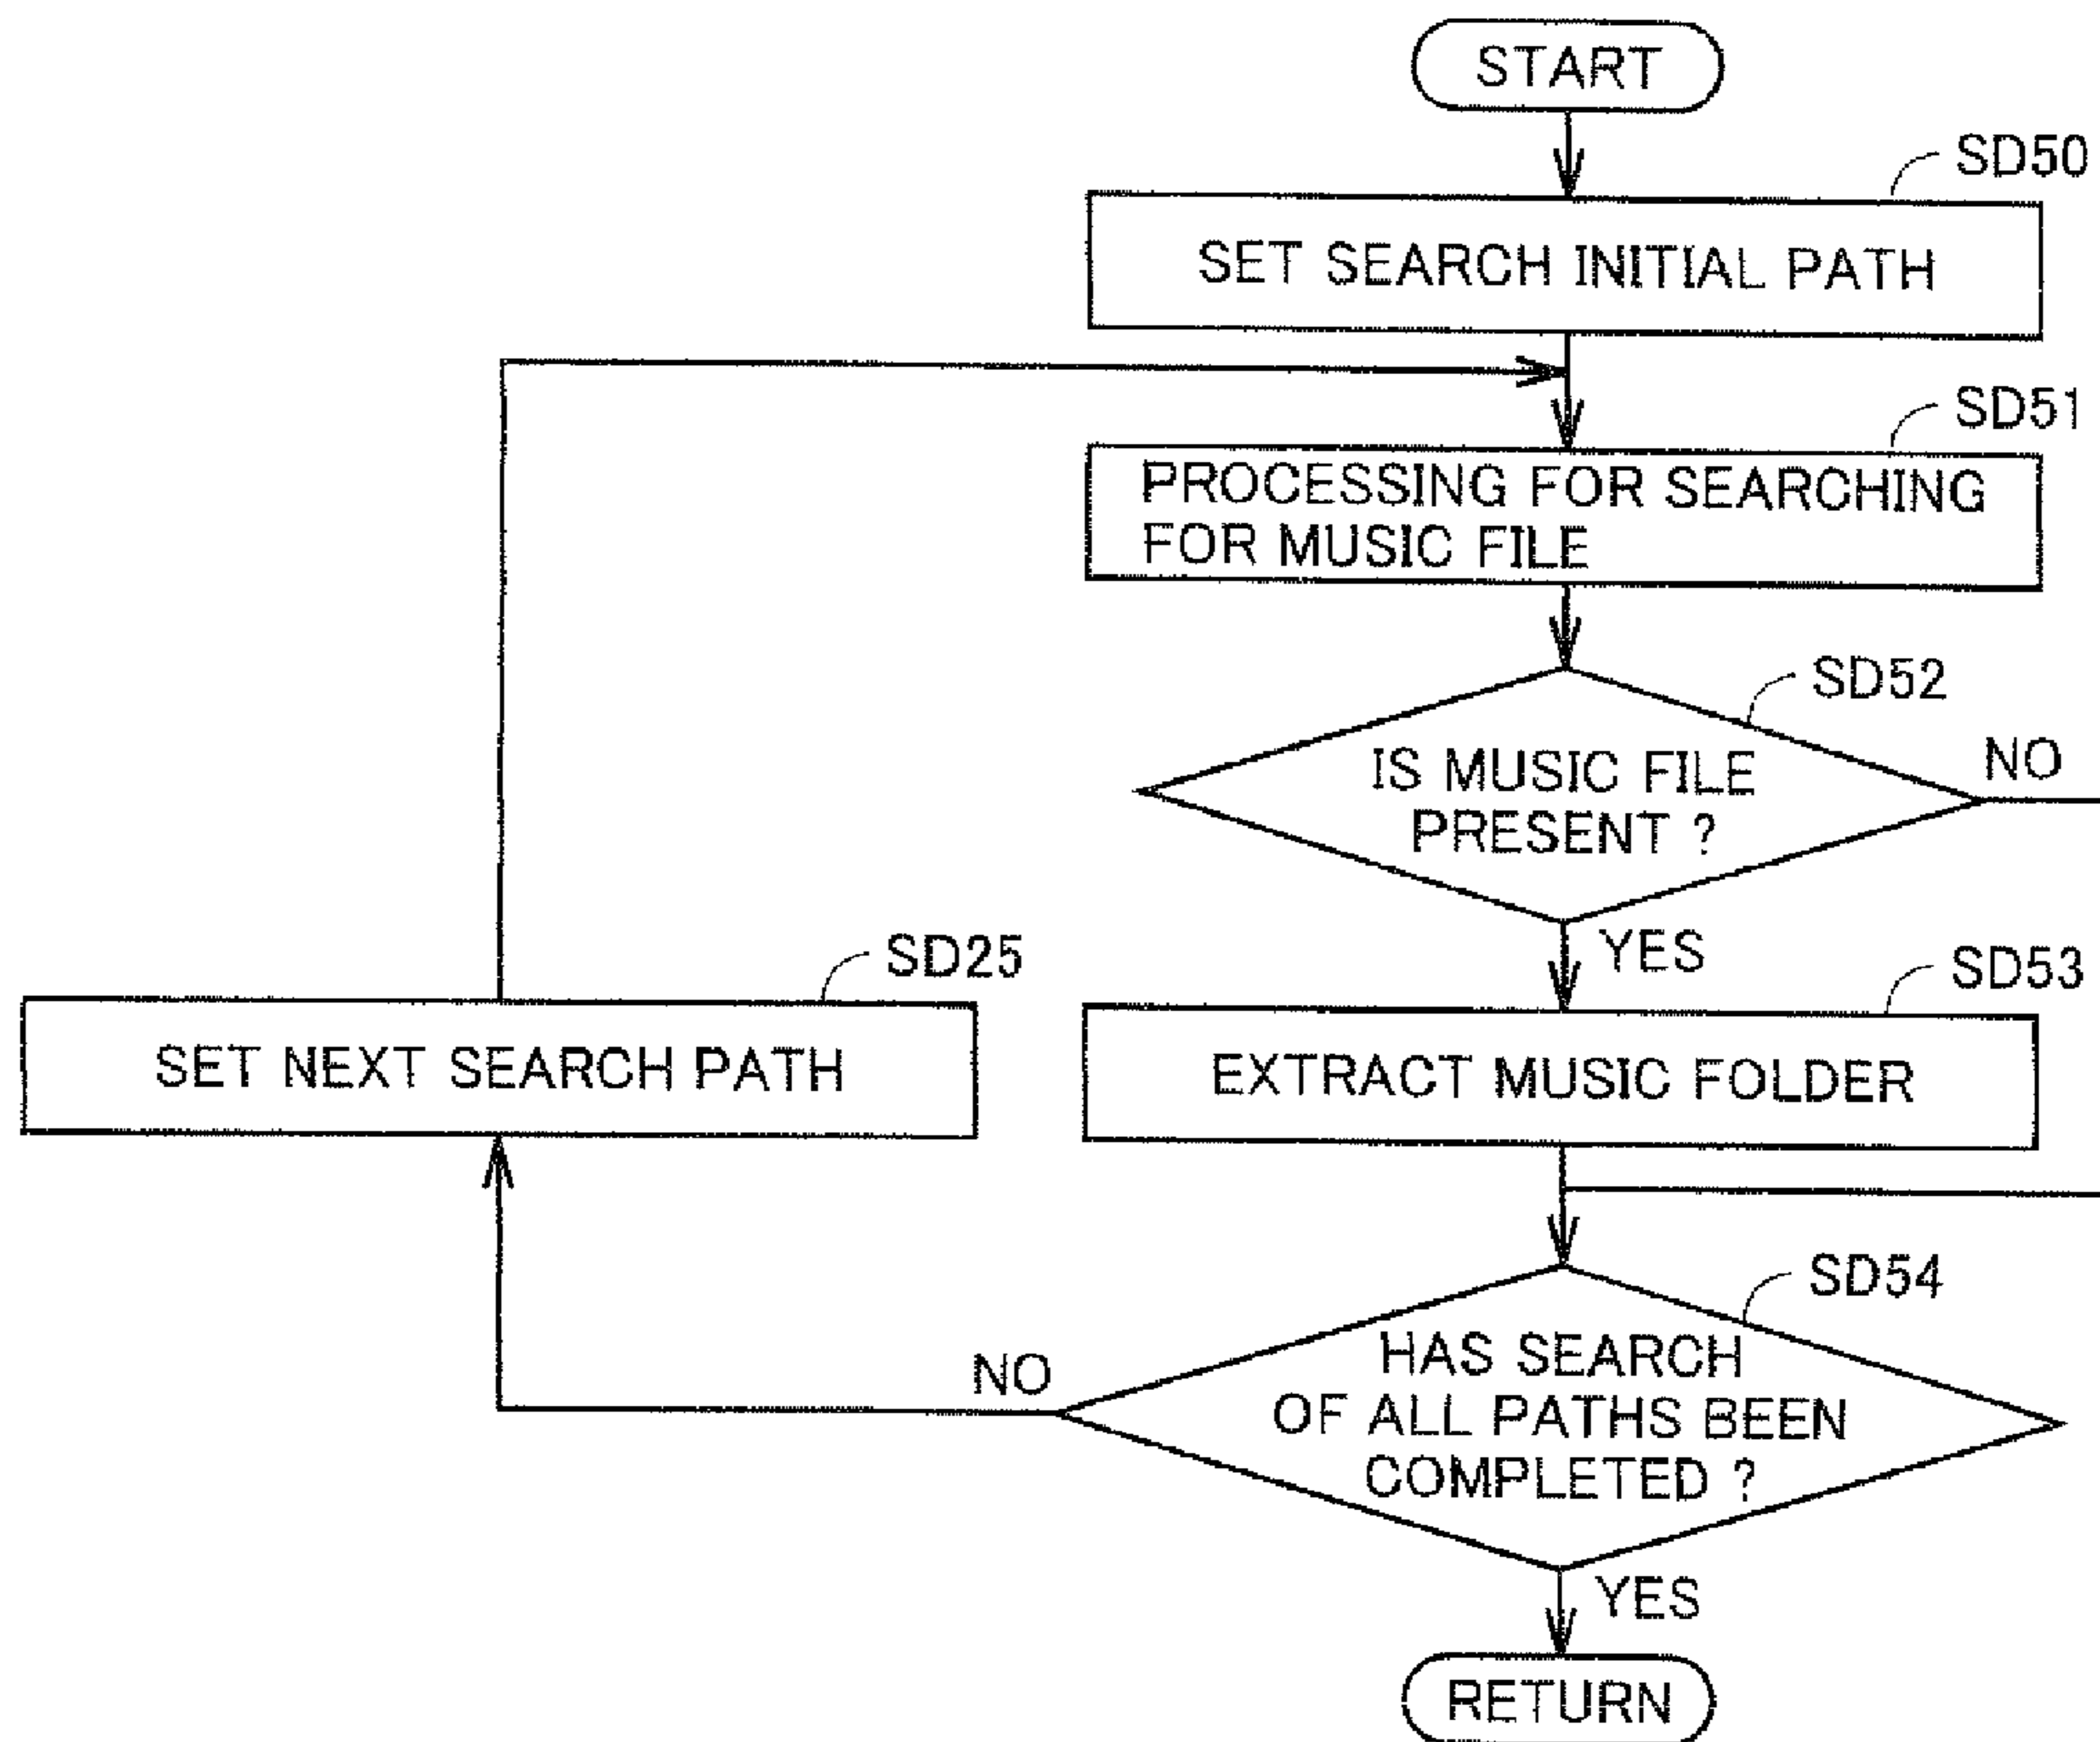 START
SD50
SET SEARCH INITIAL PATH
SD51
PROCESSING FOR SEARCHING
FOR MUSIC FILE
SD52
IS MUSIC FILE
PRESENT ?
NO
YES
SD25
SET NEXT SEARCH PATH
SD53
EXTRACT MUSIC FOLDER
SD54
HAS SEARCH
OF ALL PATHS BEEN
COMPLETED ?
NO
YES
RETURN